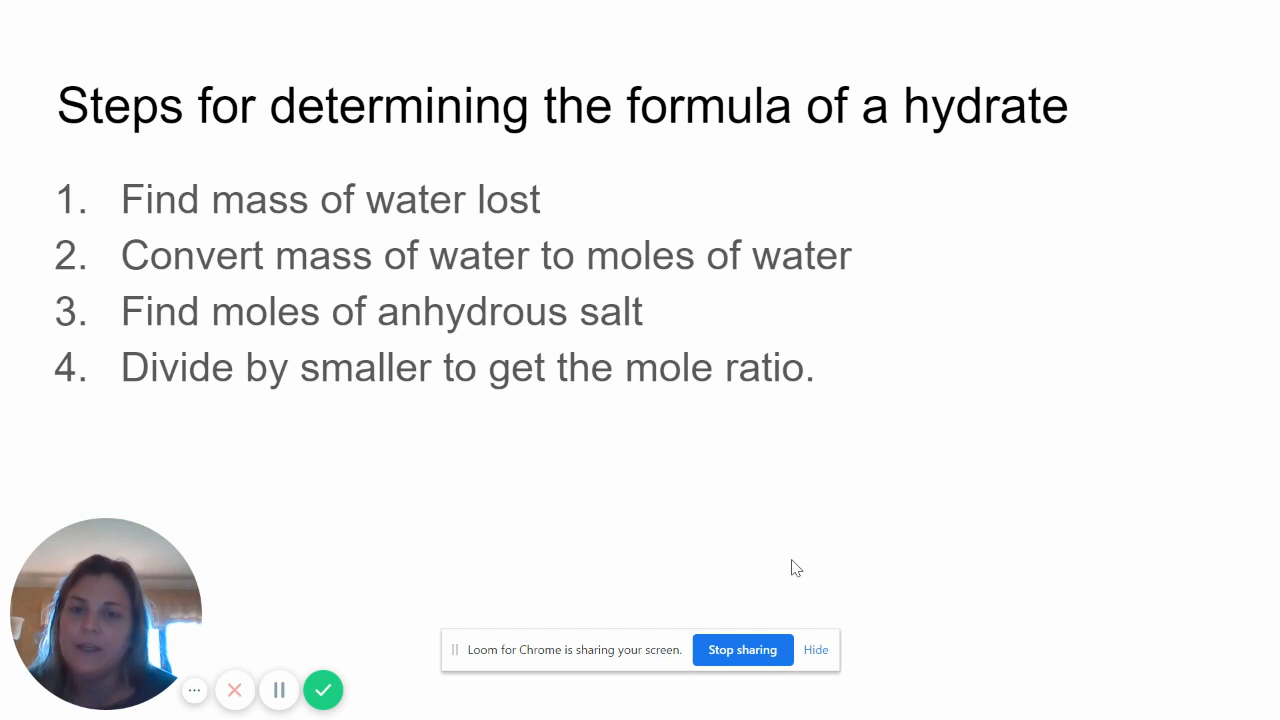 Steps for determining the formula of a hydrate
1. Find mass of water lost
2. Convert mass of water to moles of water
3. Find moles of anhydrous salt
4. Divide by smaller to get the mole ratio.
Loom for Chrome is sharing your screen. Stop sharing Hide